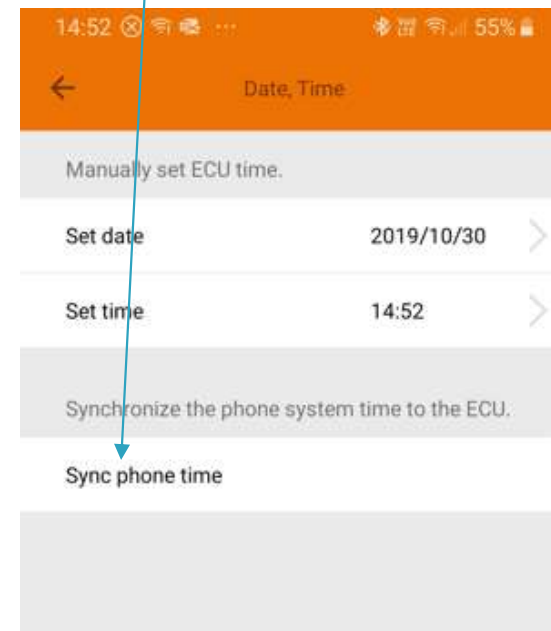 14:52 55%
Date, Time
Manually set ECU time.
Set date 2019/10/30
Set time 14:52
Synchronize the phone system time to the ECU.
Sync phone time